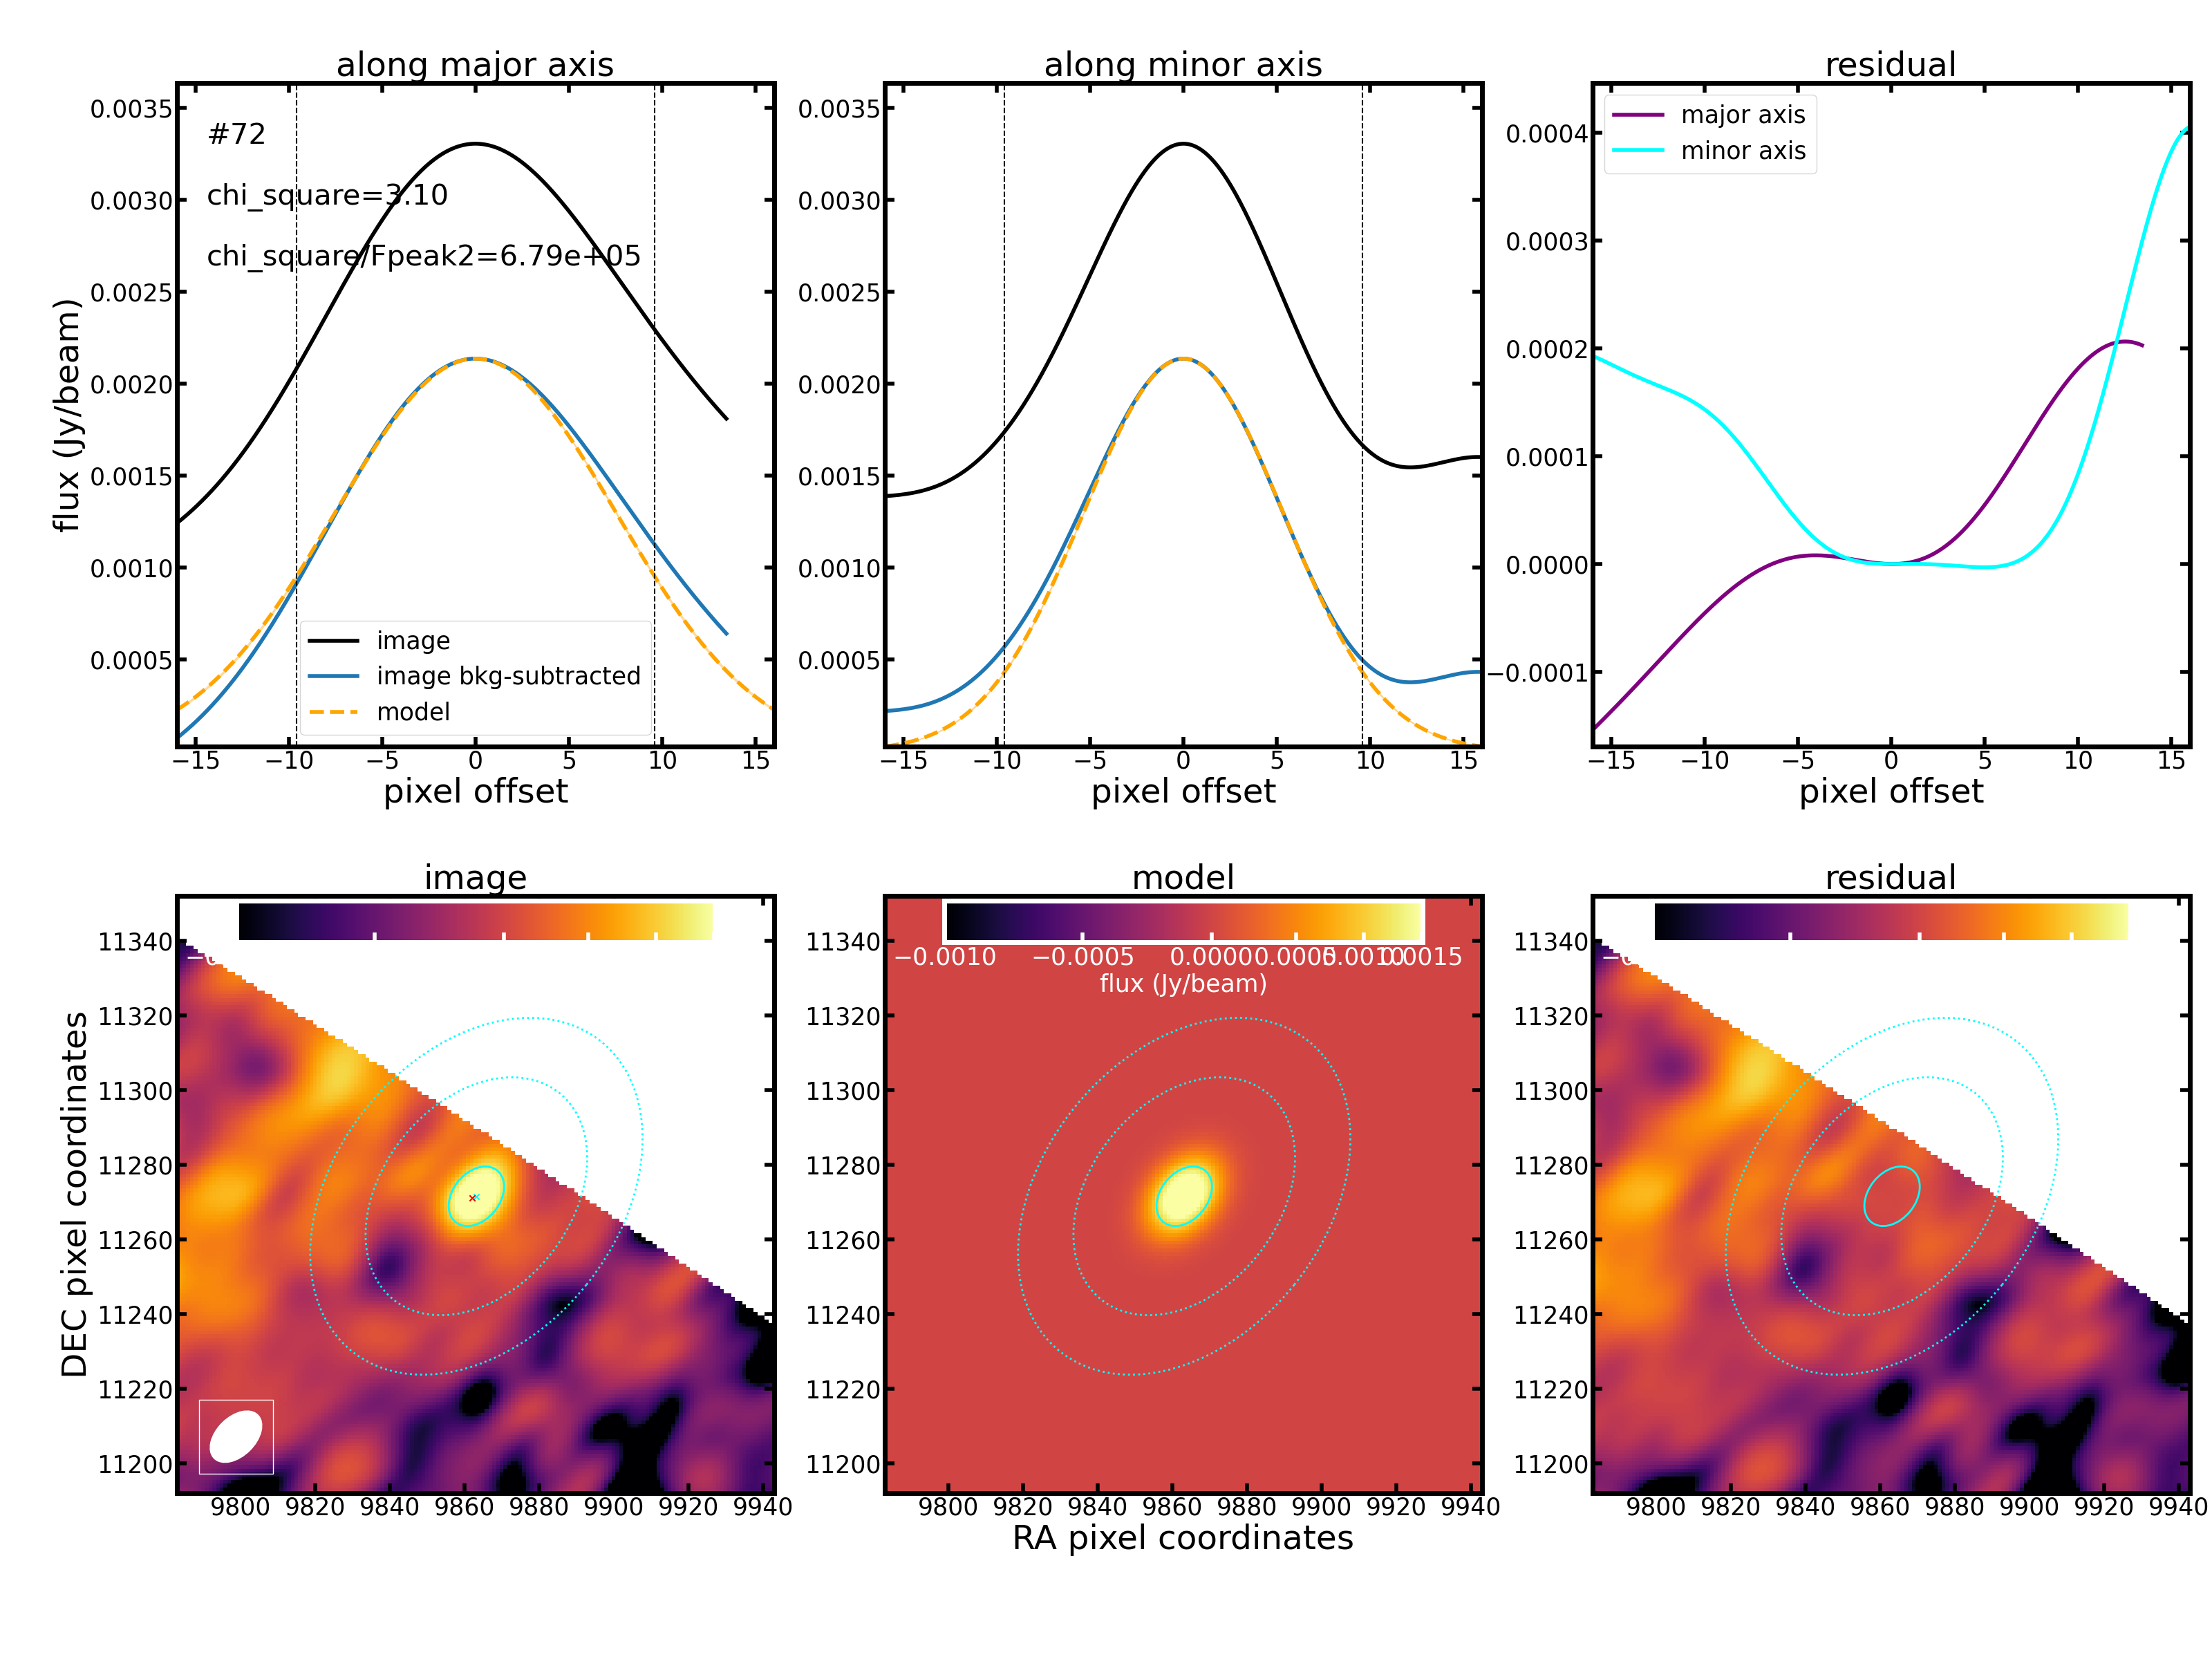 along major axis
along minor axis
residual
#72
chi_square=3.10
chi_square/Fpeak2=6.79e+05
flux (Jy/beam)
0.0035
0.0030
0.0025
0.0020
0.0015
0.0010
0.0005
image
image bkg-subtracted
model
−15 −10 −5 0 5 10 15
pixel offset
0.0035
0.0030
0.0025
0.0020
0.0015
0.0010
0.0005
−15 −10 −5 0 5 10 15
pixel offset
major axis
minor axis
0.0004
0.0003
0.0002
0.0001
0.0000
−0.0001
−15 −10 −5 0 5 10 15
pixel offset
image
model
residual
DEC pixel coordinates
11340
11320
11300
11280
11260
11240
11220
11200
9800 9820 9840 9860 9880 9900 9920 9940
−0.0010 −0.0005 0.0000 0.0005 0.0010 0.0015
flux (Jy/beam)
11340
11320
11300
11280
11260
11240
11220
11200
9800 9820 9840 9860 9880 9900 9920 9940
RA pixel coordinates
11340
11320
11300
11280
11260
11240
11220
11200
9800 9820 9840 9860 9880 9900 9920 9940